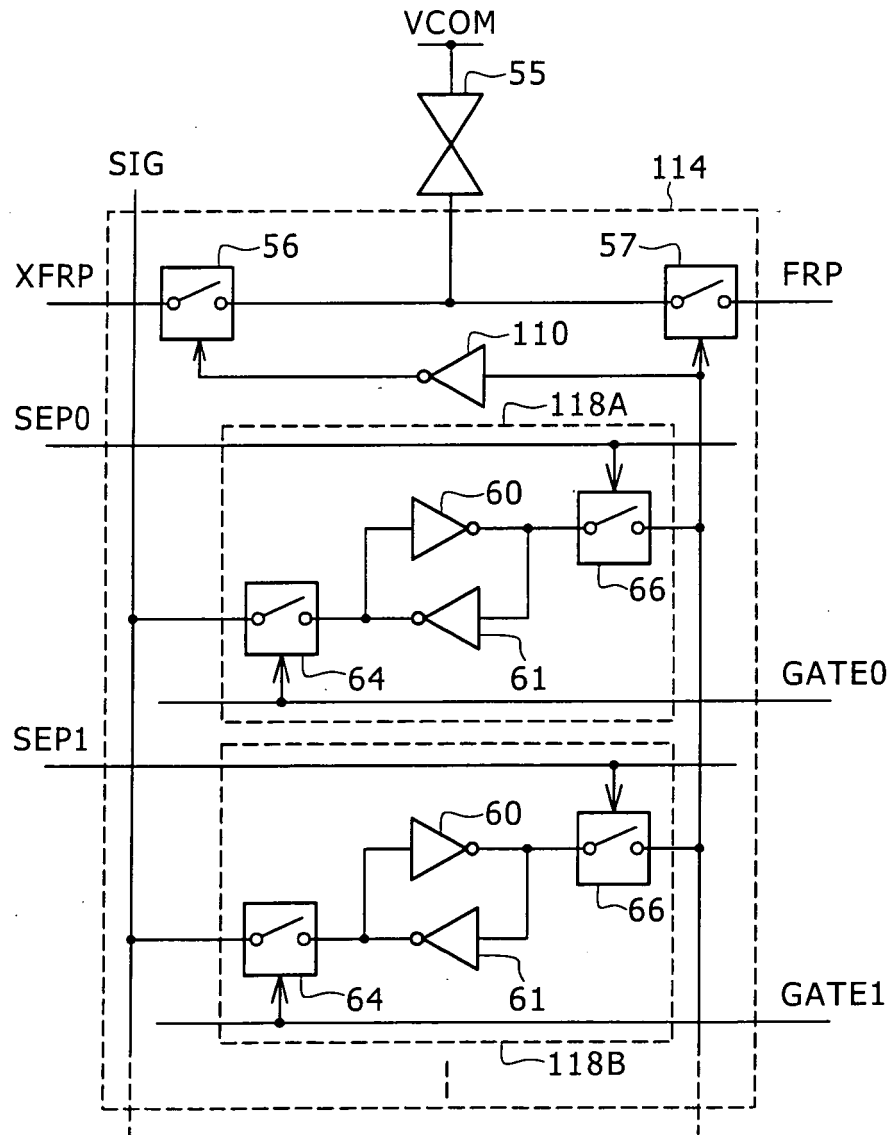 VCOM
55
SIG
114
56
57
XFRP
FRP
110
SEP0
118A
60
66
64
61
GATE0
SEP1
60
66
64
61
GATE1
118B